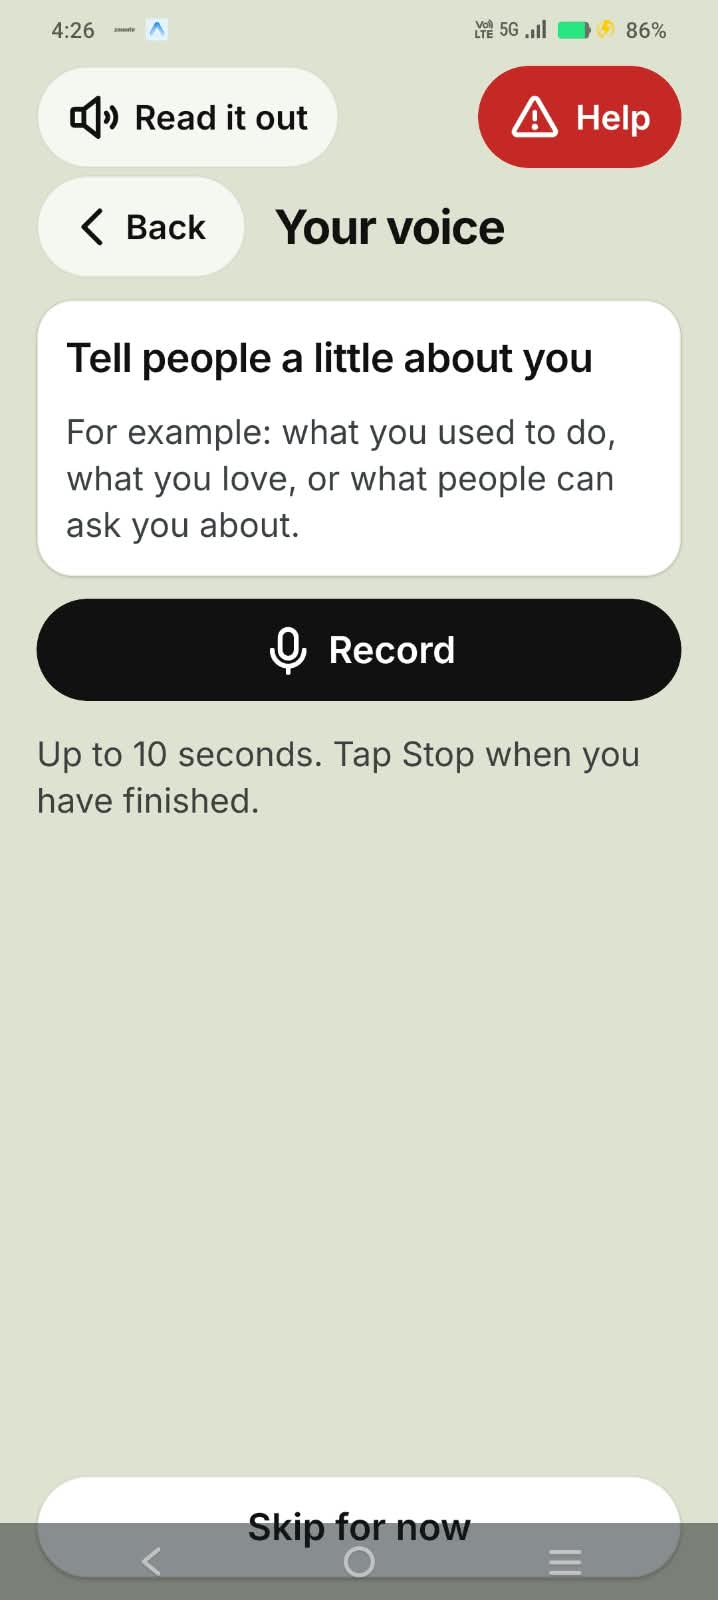 4:26
VoD LTE 5G 86%
Read it out
Help
Back
Your voice
Tell people a little about you
For example: what you used to do,
what you love, or what people can
ask you about.
Record
Up to 10 seconds. Tap Stop when you
have finished.
Skip for now